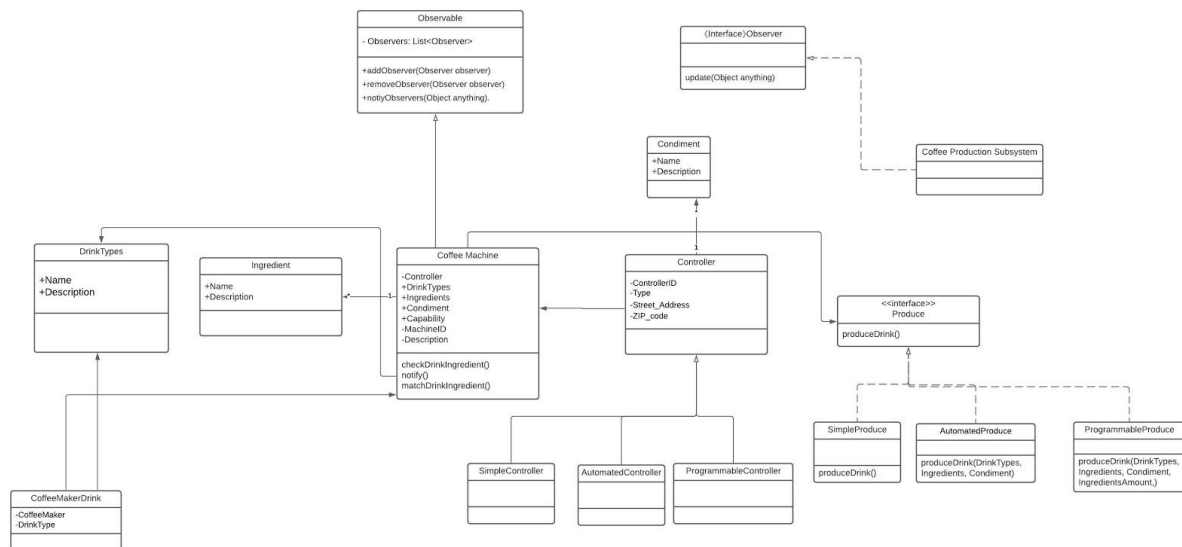 Observable
- Observers: List<Observer>
+addObserver(Observer observer)
+removeObserver(Observer observer)
+notiyObservers(Object anything).
《Interface》Observer
update(Object anything)
Coffee Production Subsystem
Condiment
+Name
+Description
*
1
DrinkTypes
+Name
+Description
Ingredient
+Name
+Description
*
1
Coffee Machine
-Controller
+DrinkTypes
+Ingredients
+Condiment
+Capability
-MachineID
-Description
checkDrinkIngredient()
notify()
matchDrinkIngredient()
Controller
-ControllerID
-Type
-Street_Address
-ZIP_code
<<interface>>
Produce
produceDrink()
SimpleProduce
produceDrink()
AutomatedProduce
produceDrink(DrinkTypes,
Ingredients, Condiment)
ProgrammableProduce
produceDrink(DrinkTypes,
Ingredients, Condiment,
IngredientsAmount,)
SimpleController
AutomatedController
ProgrammableController
CoffeeMakerDrink
-CoffeeMaker
-DrinkType